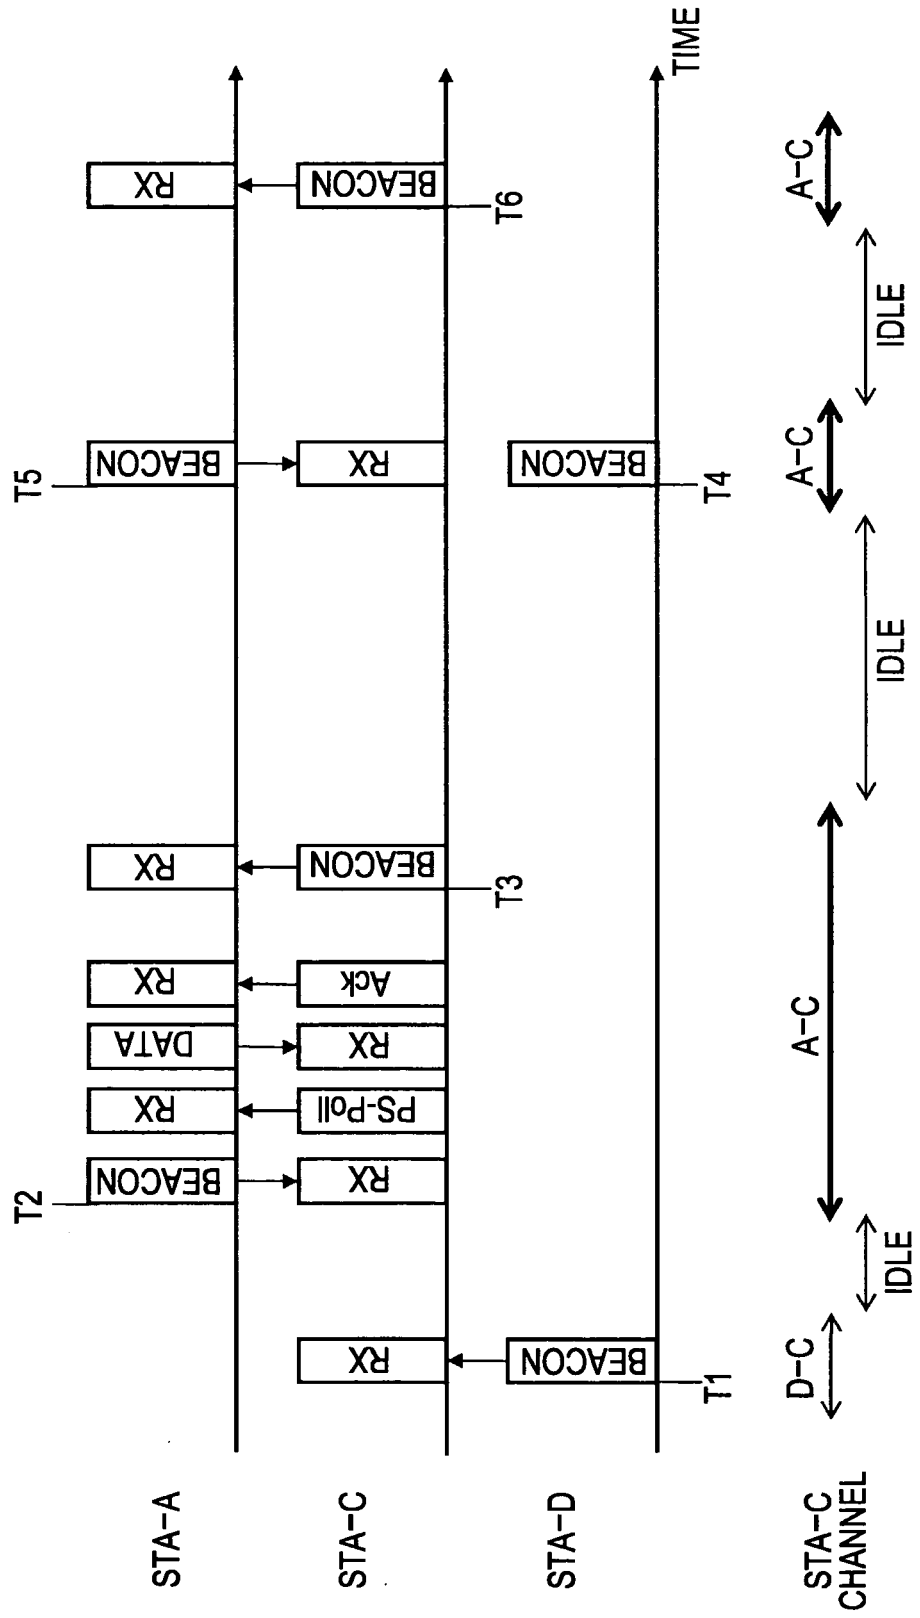 STA-A
T2
BEACON
RX
DATA
RX
RX
T5
BEACON
RX
STA-C
RX
RX
PS-Poll
RX
Ack
BEACON
T3
RX
BEACON
T6
STA-D
BEACON
T1
BEACON
T4
TIME
STA-C
CHANNEL
D-C
IDLE
A-C
IDLE
A-C
IDLE
A-C